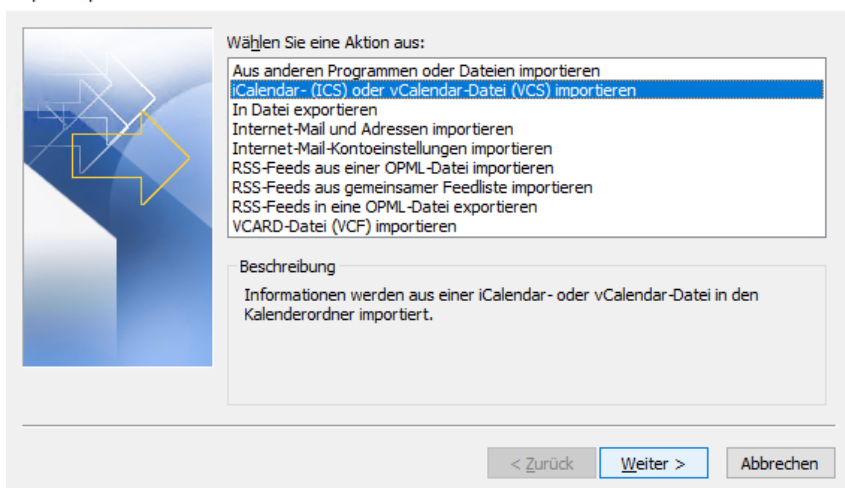 Wählen Sie eine Aktion aus:
Aus anderen Programmen oder Dateien importieren
iCalendar- (ICS) oder vCalendar-Datei (VCS) importieren
In Datei exportieren
Internet-Mail und Adressen importieren
Internet-Mail-Kontoeinstellungen importieren
RSS-Feeds aus einer OPML-Datei importieren
RSS-Feeds aus gemeinsamer Feedliste importieren
RSS-Feeds in eine OPML-Datei exportieren
VCARD-Datei (VCF) importieren
Beschreibung
Informationen werden aus einer iCalendar- oder vCalendar-Datei in den
Kalenderordner importiert.
< Zurück
Weiter >
Abbrechen